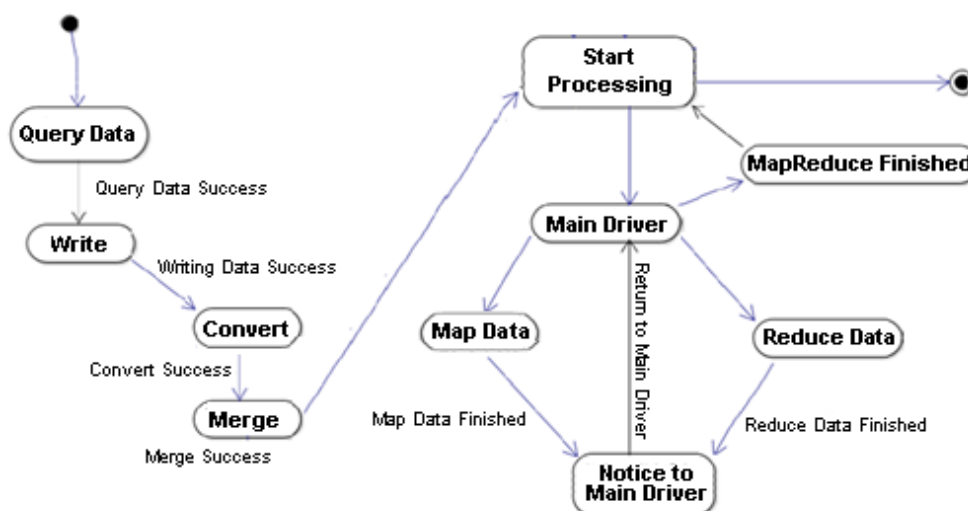 Query Data
Query Data Success
Write
Writing Data Success
Convert
Convert Success
Merge
Merge Success
Start
Processing
MapReduce Finished
Main Driver
Return to Main Driver
Map Data
Reduce Data
Map Data Finished
Reduce Data Finished
Notice to
Main Driver